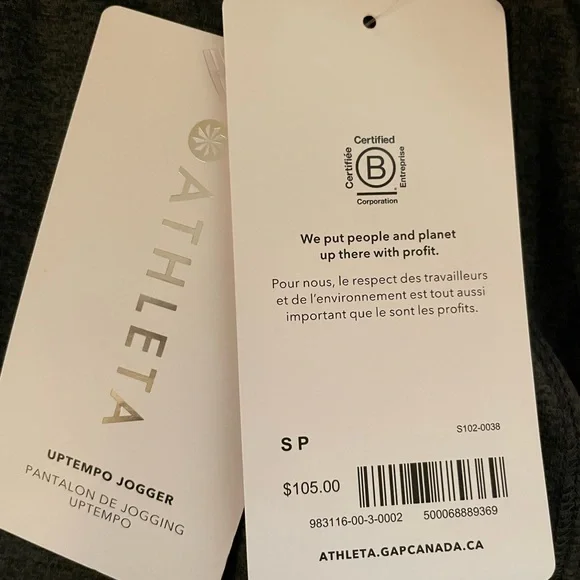 ATHLETA
UPTEMPO JOGGER
PANTALON DE JOGGING
UPTEMPO
Certified
Certifiée
B
Entreprise
Corporation
We put people and planet
up there with profit.
Pour nous, le respect des travailleurs
et de l'environnement est tout aussi
important que le sont les profits.
S102-0038
S P
$105.00
983116-00-3-0002 500068889369
ATHLETA.GAPCANADA.CA